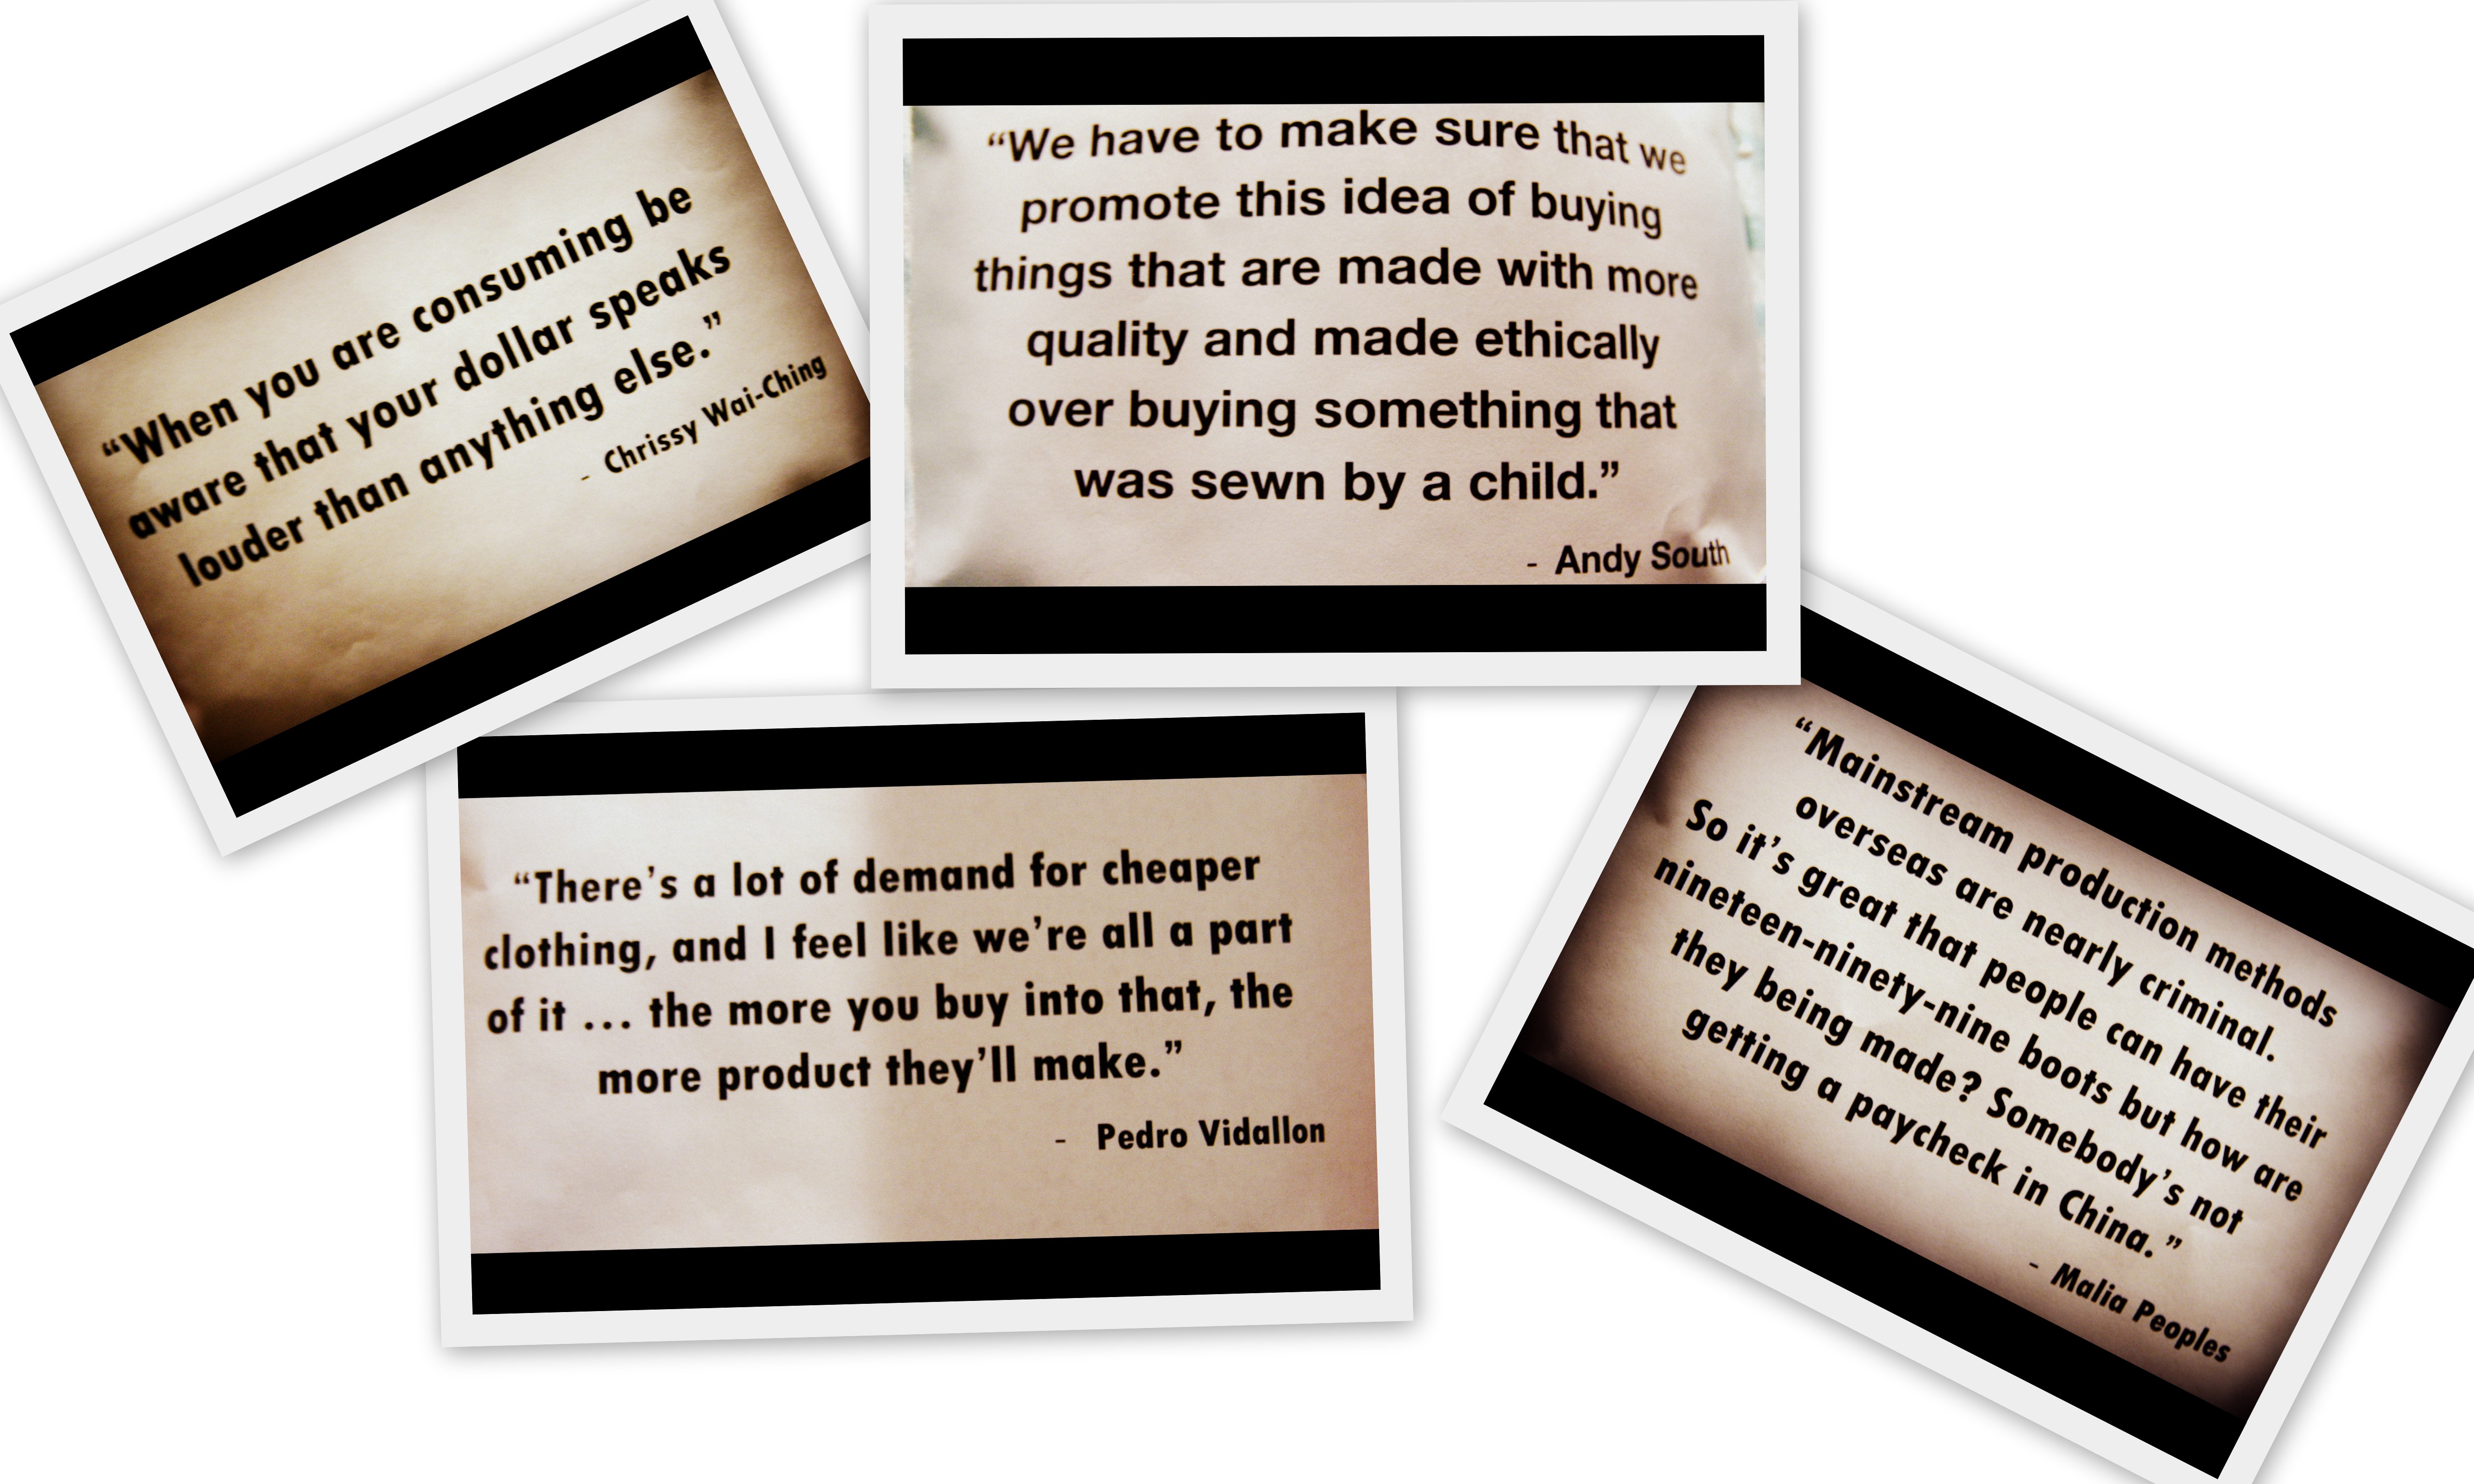 “When you are consuming be
aware that your dollar speaks
louder than anything else.”
- Chrissy Wai-Ching
“We have to make sure that we
promote this idea of buying
things that are made with more
quality and made ethically
over buying something that
was sewn by a child.”
- Andy South
“There’s a lot of demand for cheaper
clothing, and I feel like we’re all a part
of it ... the more you buy into that, the
more product they’ll make.”
- Pedro Vidallon
“Mainstream production methods
overseas are nearly criminal.
So it’s great that people can have their
nineteen-ninety-nine boots but how are
they being made? Somebody’s not
getting a paycheck in China.”
- Malia Peoples